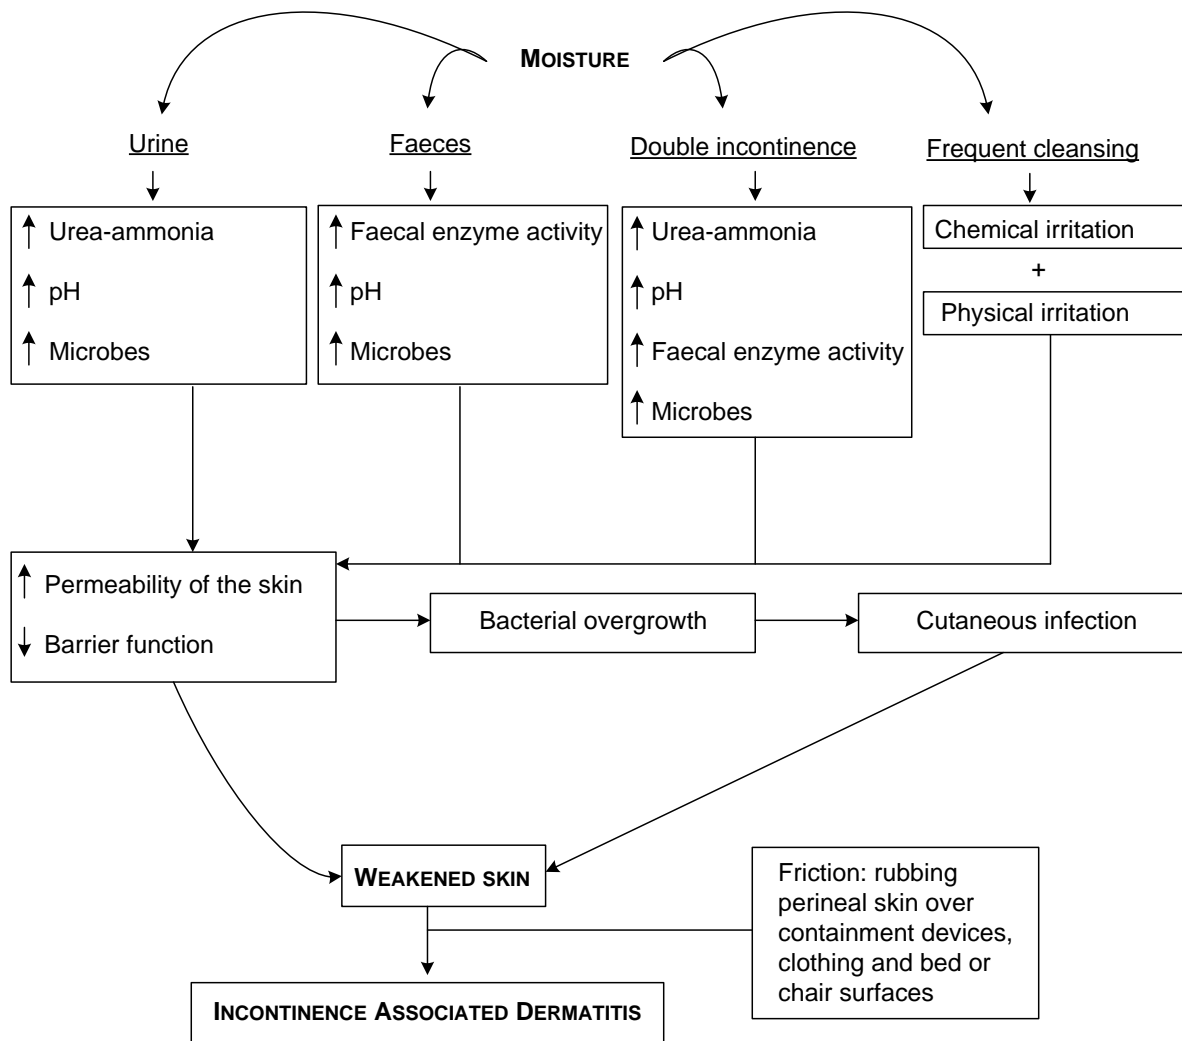 MOISTURE
Urine
Faeces
Double incontinence
Frequent cleansing
↑ Urea-ammonia
↑ pH
↑ Microbes
↑ Faecal enzyme activity
↑ pH
↑ Microbes
↑ Urea-ammonia
↑ pH
↑ Faecal enzyme activity
↑ Microbes
Chemical irritation
+
Physical irritation
↑ Permeability of the skin
↓ Barrier function
Bacterial overgrowth
Cutaneous infection
WEAKENED SKIN
Friction: rubbing
perineal skin over
containment devices,
clothing and bed or
chair surfaces
INCONTINENCE ASSOCIATED DERMATITIS